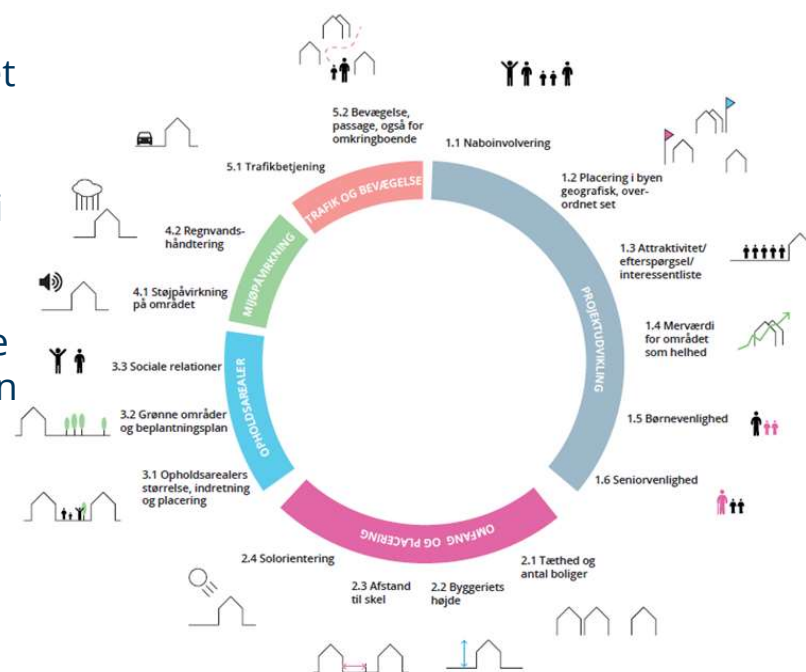 et
i
e
n
5.2 Bevægelse,
passage, også for
omkringboende
1.1 Naboinvolvering
5.1 Trafikbetjening
1.2 Placering i byen
geografisk, over-
ordnet set
TRAFIK OG BEVÆGELSE
4.2 Regnvands-
håndtering
1.3 Attraktivitet/
efterspørgsel/
interessentliste
MIJØPÅVIRKNING
4.1 Støjpåvirkning
på området
PROJEKTUDVIKLING
1.4 Merværdi
for området
som helhed
3.3 Sociale relationer
OPHOLDSAREALER
3.2 Grønne områder
og beplantningsplan
1.5 Børnevenlighed
3.1 Opholdsarealers
størrelse, indretning
og placering
1.6 Seniorvenlighed
OMFANG OG PLACERING
2.4 Solorientering
2.3 Afstand
til skel
2.2 Byggeriets
højde
2.1 Tæthed og
antal boliger